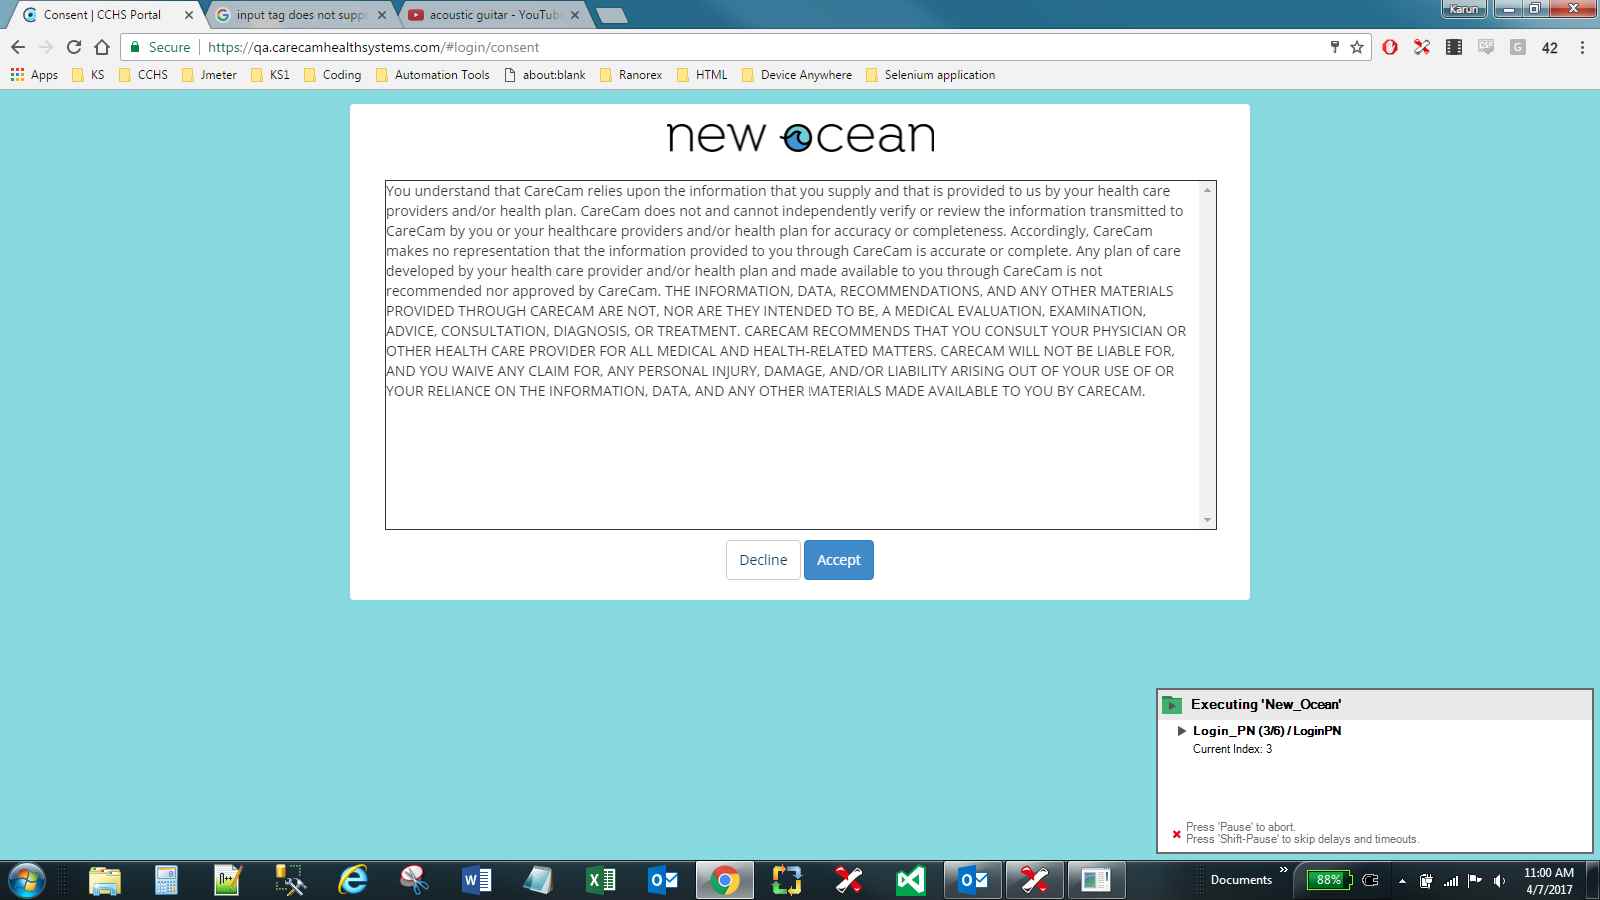 Consent | CCHS Portal
input tag does not supp
acoustic guitar - YouTube
Karun
Secure
https://qa.carecamhealthsystems.com/#login/consent
CSP
G
42
Apps
KS
CCHS
Jmeter
KS1
Coding
Automation Tools
about:blank
Ranorex
HTML
Device Anywhere
Selenium application
new ocean
You understand that CareCam relies upon the information that you supply and that is provided to us by your health care
providers and/or health plan. CareCam does not and cannot independently verify or review the information transmitted to
CareCam by you or your healthcare providers and/or health plan for accuracy or completeness. Accordingly, CareCam
makes no representation that the information provided to you through CareCam is accurate or complete. Any plan of care
developed by your health care provider and/or health plan and made available to you through CareCam is not
recommended nor approved by CareCam. THE INFORMATION, DATA, RECOMMENDATIONS, AND ANY OTHER MATERIALS
PROVIDED THROUGH CARECAM ARE NOT, NOR ARE THEY INTENDED TO BE, A MEDICAL EVALUATION, EXAMINATION,
ADVICE, CONSULTATION, DIAGNOSIS, OR TREATMENT. CARECAM RECOMMENDS THAT YOU CONSULT YOUR PHYSICIAN OR
OTHER HEALTH CARE PROVIDER FOR ALL MEDICAL AND HEALTH-RELATED MATTERS. CARECAM WILL NOT BE LIABLE FOR,
AND YOU WAIVE ANY CLAIM FOR, ANY PERSONAL INJURY, DAMAGE, AND/OR LIABILITY ARISING OUT OF YOUR USE OF OR
YOUR RELIANCE ON THE INFORMATION, DATA, AND ANY OTHER MATERIALS MADE AVAILABLE TO YOU BY CARECAM.
Decline
Accept
Executing 'New_Ocean'
Login_PN (3/6) / LoginPN
Current Index: 3
Press 'Pause' to abort.
Press 'Shift-Pause' to skip delays and timeouts.
Documents
88%
11:00 AM
4/7/2017